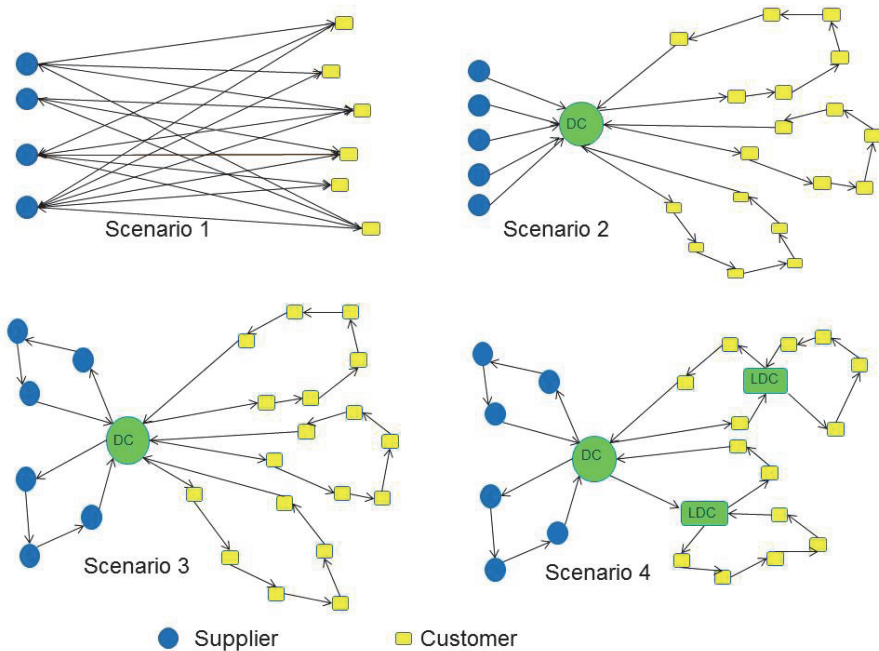 DC
Scenario 1
Scenario 2
DC
LDC
DC
LDC
Scenario 3
Scenario 4
Supplier
Customer